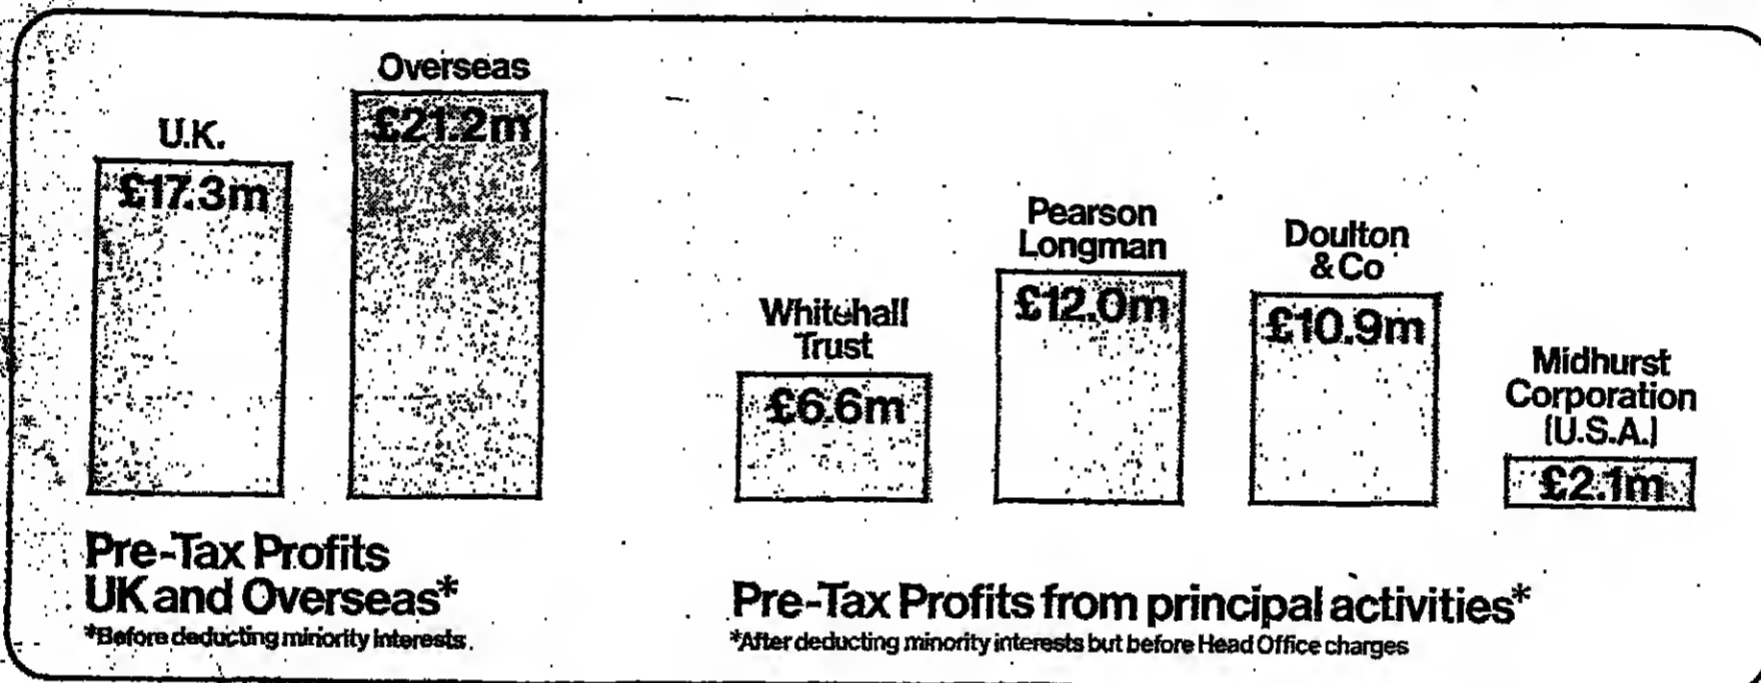 U.K.
£17.3m
Overseas
£21.2m
Pre-Tax Profits
UK and Overseas*
*Before deducting minority interests.
Whitehall
Trust
£6.6m
Pearson
Longman
£12.0m
Doulton
& Co
£10.9m
Midhurst
Corporation
(U.S.A.)
£2.1m
Pre-Tax Profits from principal activities*
*After deducting minority interests but before Head Office charges